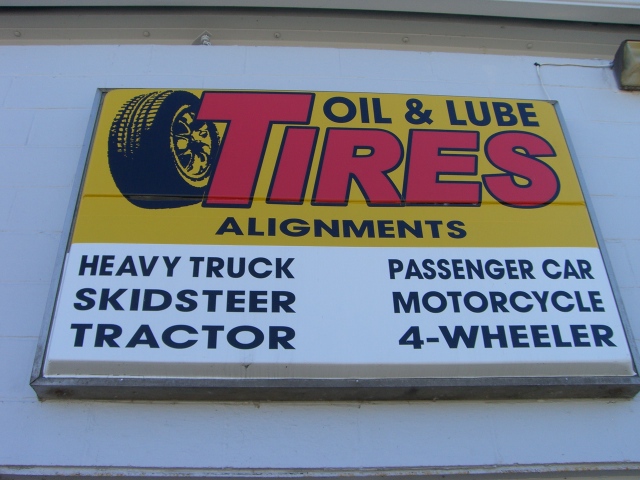 OIL & LUBE
TIRES
ALIGNMENTS
HEAVY TRUCK PASSENGER CAR
SKIDSTEER MOTORCYCLE
TRACTOR 4-WHEELER